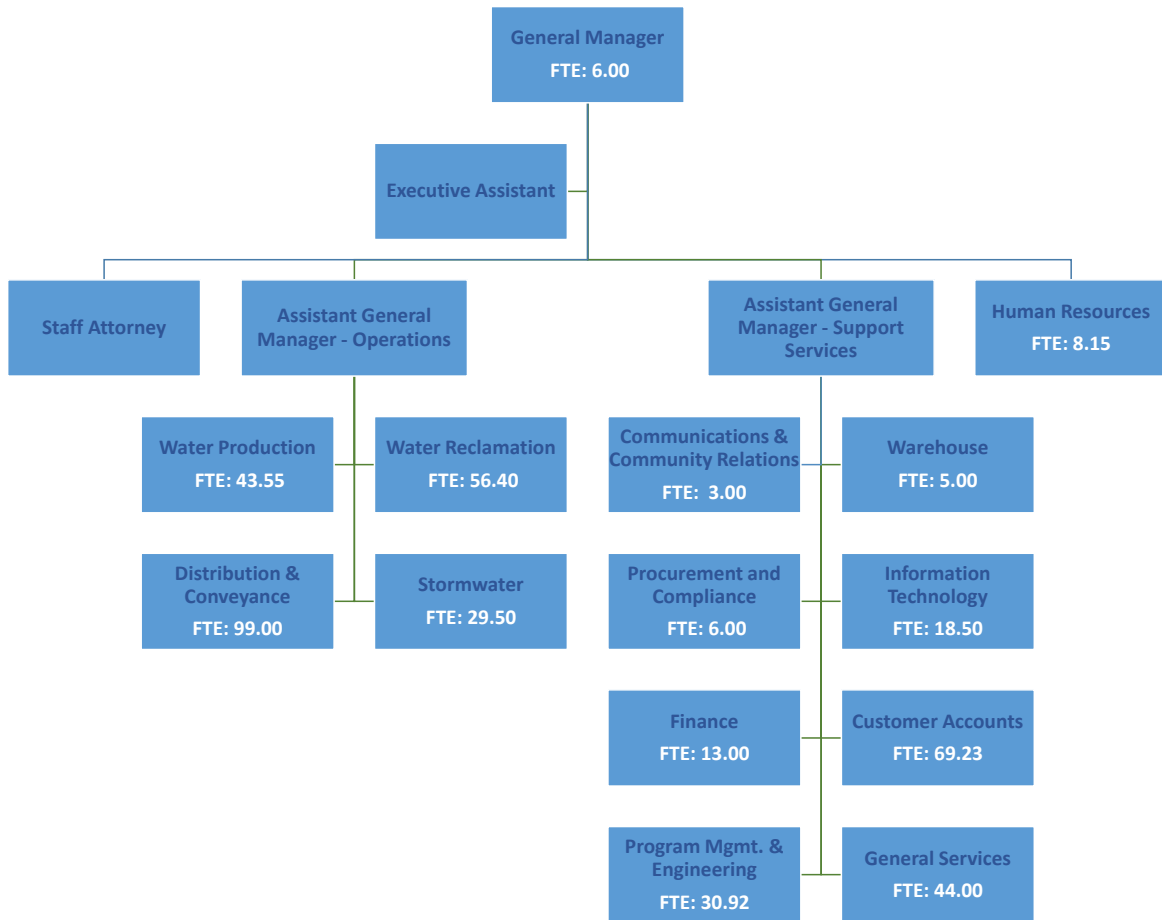 General Manager
FTE: 6.00
Executive Assistant
Staff Attorney
Assistant General
Manager - Operations
Assistant General
Manager - Support
Services
Human Resources
FTE: 8.15
Water Production
FTE: 43.55
Water Reclamation
FTE: 56.40
Communications &
Community Relations
FTE:  3.00
Warehouse
FTE: 5.00
Distribution &
Conveyance
FTE: 99.00
Stormwater
FTE: 29.50
Procurement and
Compliance
FTE: 6.00
Information
Technology
FTE: 18.50
Finance
FTE: 13.00
Customer Accounts
FTE: 69.23
Program Mgmt. &
Engineering
FTE: 30.92
General Services
FTE: 44.00